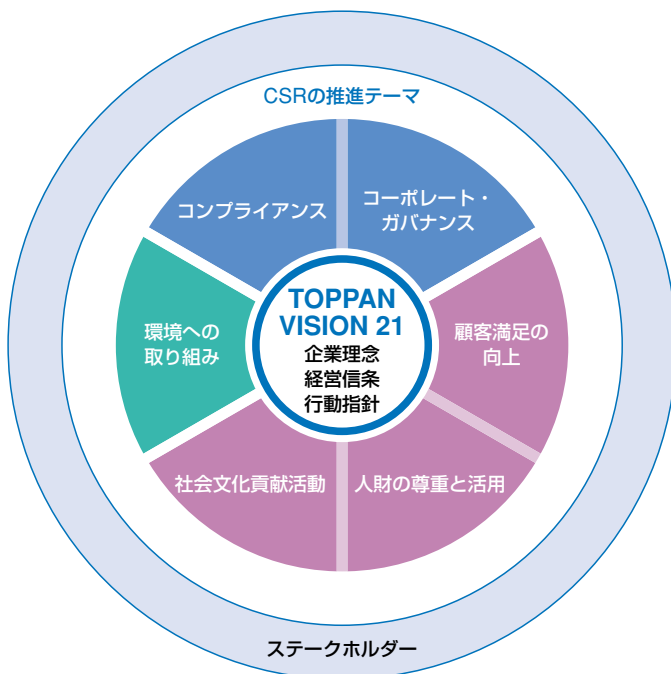 CSRの推進テーマ
コンプライアンス
コーポレート・
ガバナンス
環境への
取り組み
TOPPAN
VISION 21
企業理念
経営信条
行動指針
顧客満足の
向上
社会文化貢献活動
人財の尊重と活用
ステークホルダー